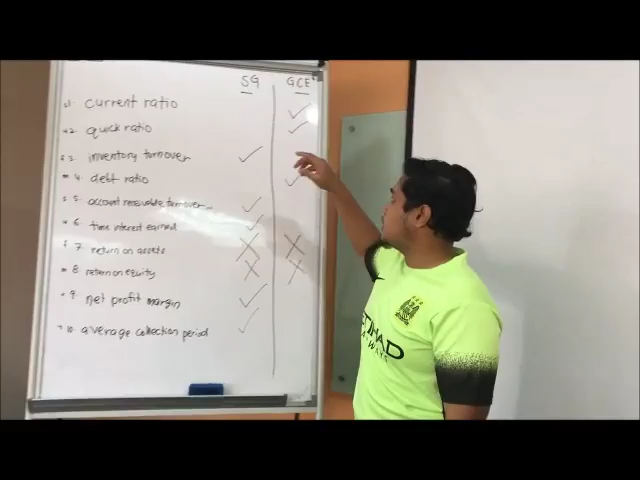 SG GCE
1. current ratio ✓
2. quick ratio ✓
3. inventory turnover ✓
4. debt ratio ✓
5. account receivable turnover ✓
6. time interest earned ✓
7. return on assets X X
8. return on equity X X
9. net profit margin ✓
10. average collection period ✓
ETIHAD
AIRWAYS